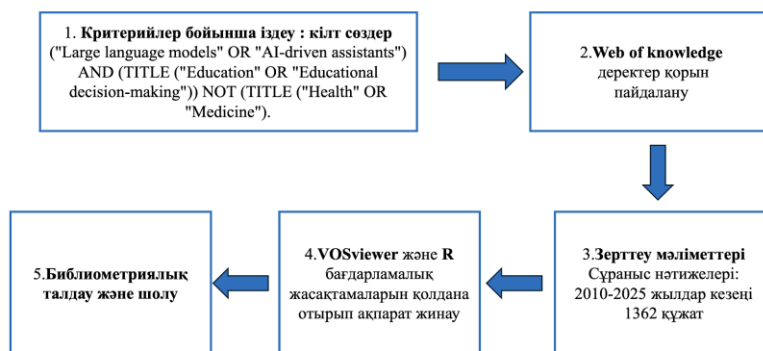 1. Критерийлер бойынша іздеу : кілт сөздер
("Large language models" OR "AI-driven assistants")
AND (TITLE ("Education" OR "Educational
decision-making")) NOT (TITLE ("Health" OR
"Medicine").
2.Web of knowledge
деректер қорын
пайдалану
3.Зерттеу мәліметтері
Сұраныс нәтижелері:
2010-2025 жылдар кезеңі
1362 құжат
4.VOSviewer және R
бағдарламалық
жасақтамаларын қолдана
отырып ақпарат жинау
5.Библиометриялық
талдау және шолу